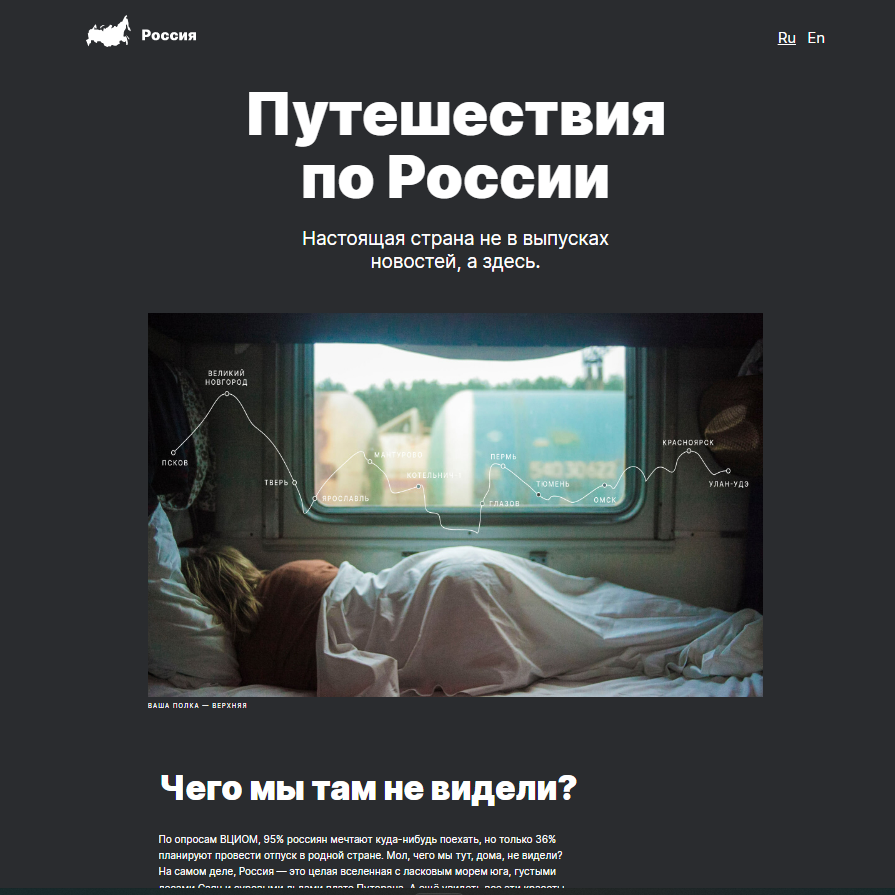 Россия
Ru En
Путешествия
по России
Настоящая страна не в выпусках
новостей, а здесь.
ВЕЛИКИЙ
НОВГОРОД
ПСКОВ
ТВЕРЬ
ЯРОСЛАВЛЬ
МАНТУРОВО
КОТЕЛЬНИЧ
ГЛАЗОВ
ПЕРМЬ
ТЮМЕНЬ
ОМСК
КРАСНОЯРСК
УЛАН-УДЭ
ВАША ПОЛКА — ВЕРХНЯЯ
Чего мы там не видели?
По опросам ВЦИОМ, 95% россиян мечтают куда-нибудь поехать, но только 36%
планируют провести отпуск в родной стране. Мол, чего мы тут, дома, не видели?
На самом деле, Россия — это целая вселенная с ласковым морем юга, густыми